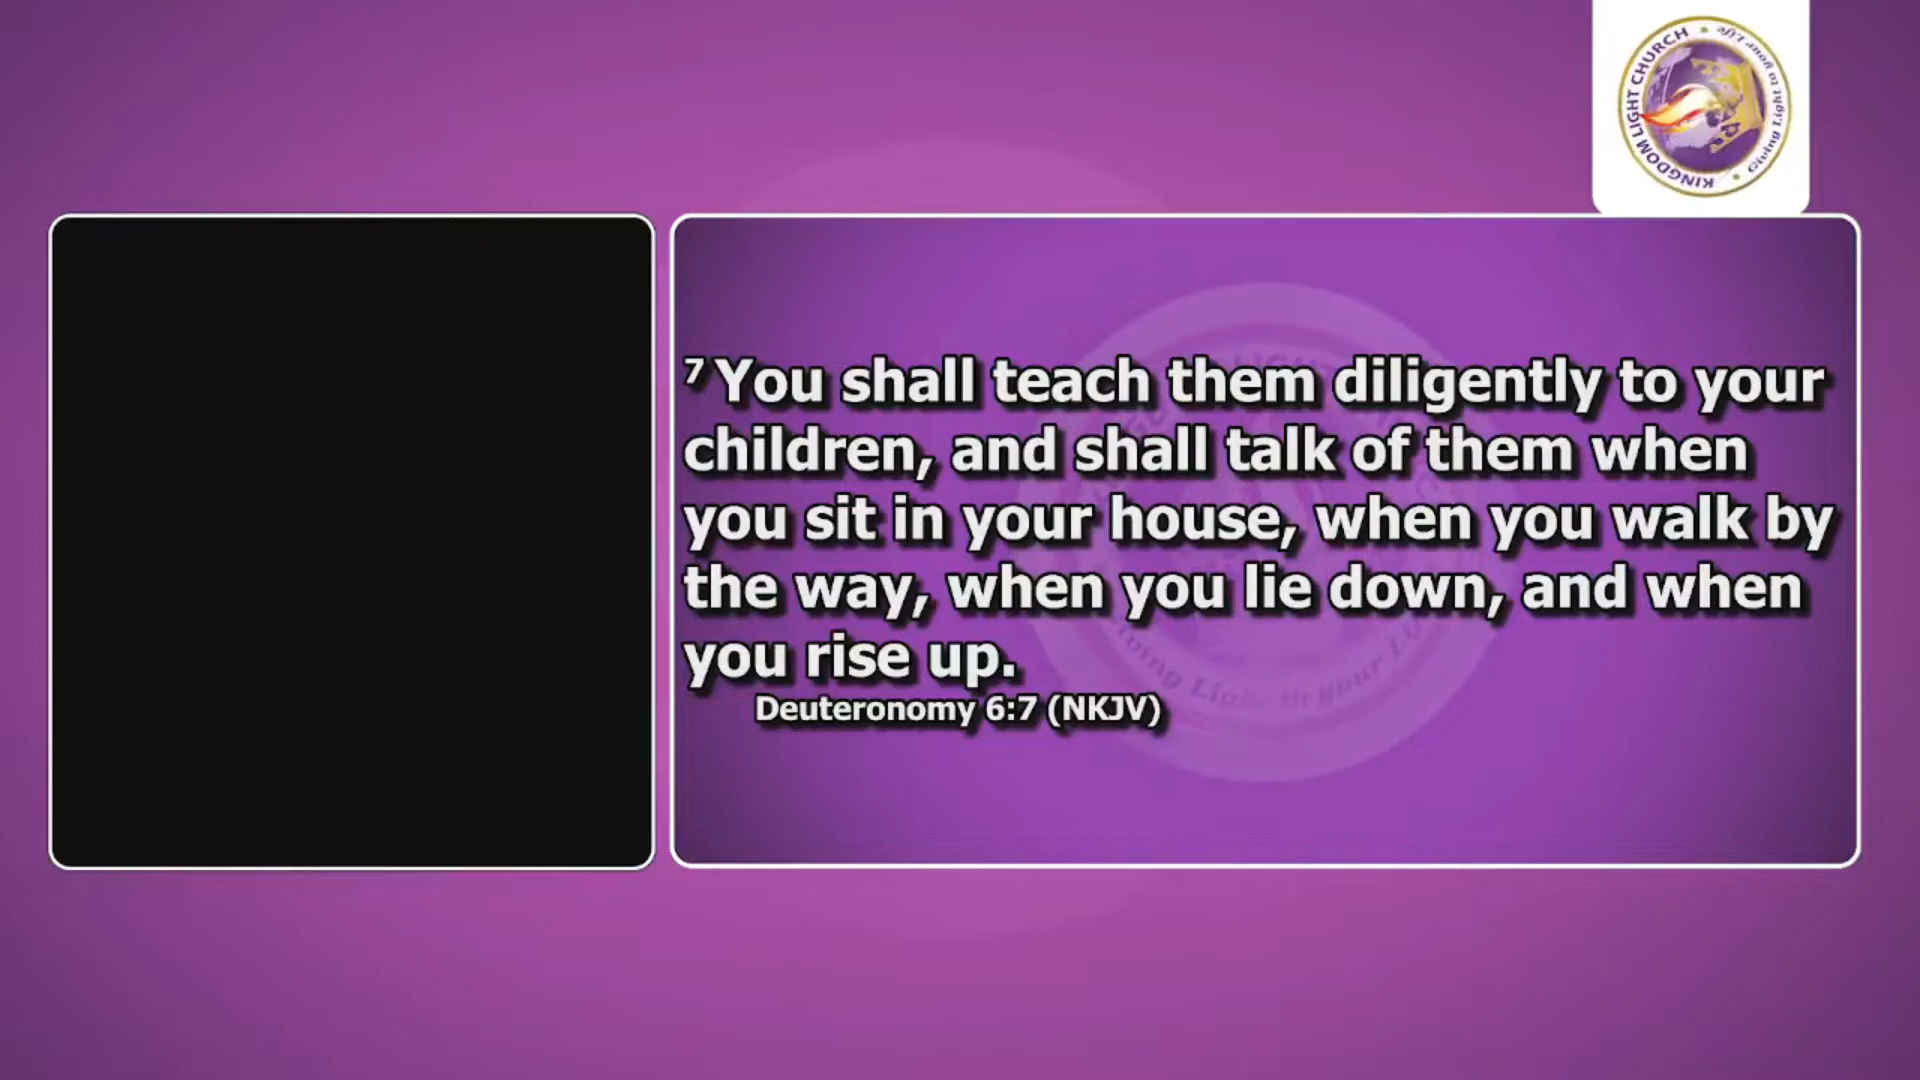 KINGDOM LIGHT CHURCH
Giving Light to your Life
⁷ You shall teach them diligently to your
children, and shall talk of them when
you sit in your house, when you walk by
the way, when you lie down, and when
you rise up.
Deuteronomy 6:7 (NKJV)